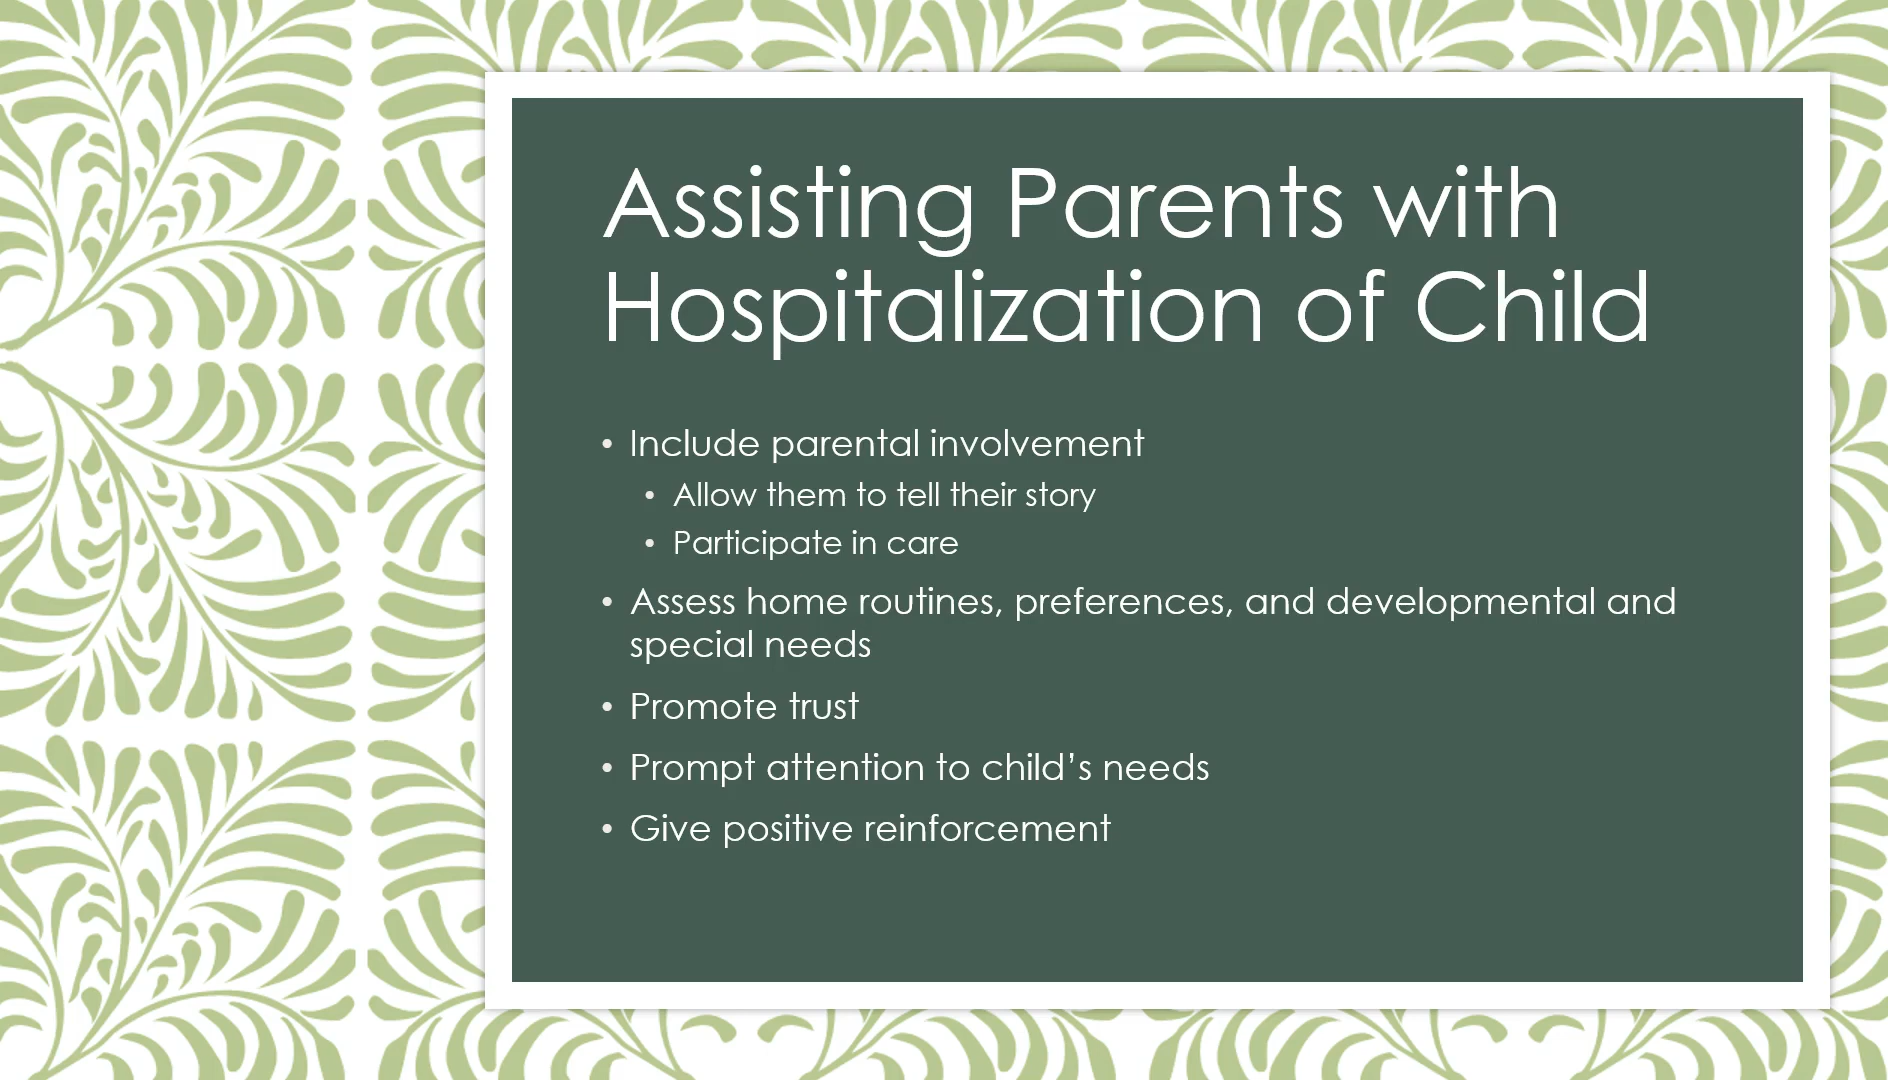 Assisting Parents with
Hospitalization of Child
• Include parental involvement
• Allow them to tell their story
• Participate in care
• Assess home routines, preferences, and developmental and
special needs
• Promote trust
• Prompt attention to child’s needs
• Give positive reinforcement